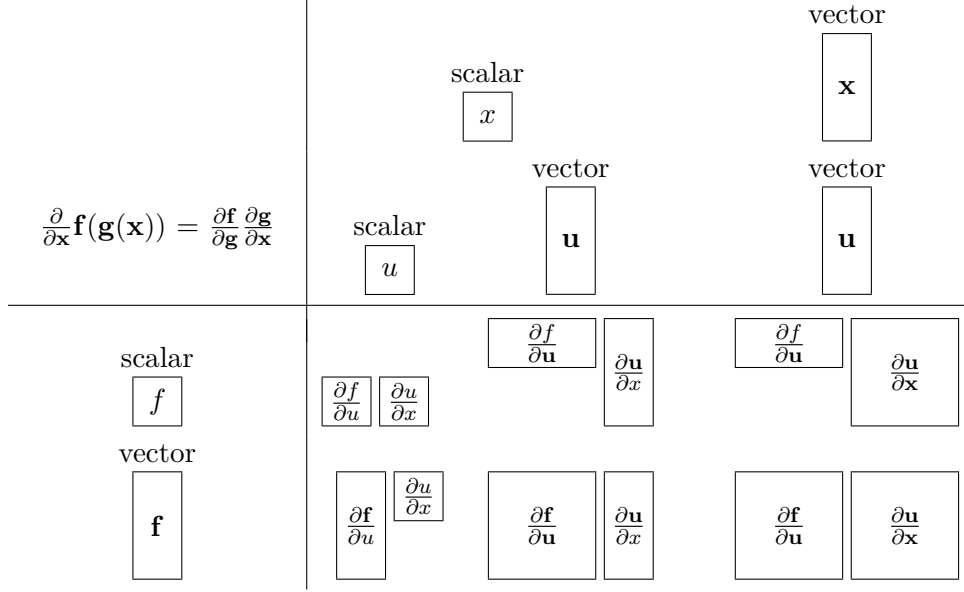 vector
𝐱
scalar
x
vector
vector
∂/∂𝐱 𝐟(𝐠(𝐱)) = ∂𝐟/∂𝐠 ∂𝐠/∂𝐱
scalar
u
𝐮
𝐮
scalar
f
∂f/∂u ∂u/∂x
∂f/∂𝐮 ∂𝐮/∂x
∂f/∂𝐮 ∂𝐮/∂𝐱
vector
𝐟
∂𝐟/∂u ∂u/∂x
∂𝐟/∂𝐮 ∂𝐮/∂x
∂𝐟/∂𝐮 ∂𝐮/∂𝐱